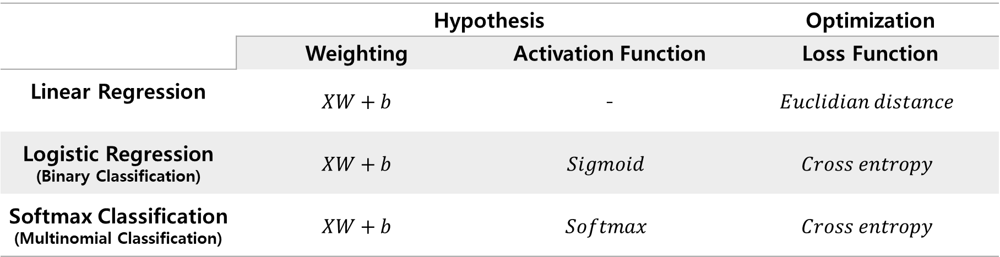 Hypothesis Optimization
Weighting Activation Function Loss Function
Linear Regression
XW + b - Euclidian distance
Logistic Regression
(Binary Classification)
XW + b Sigmoid Cross entropy
Softmax Classification
(Multinomial Classification)
XW + b Softmax Cross entropy